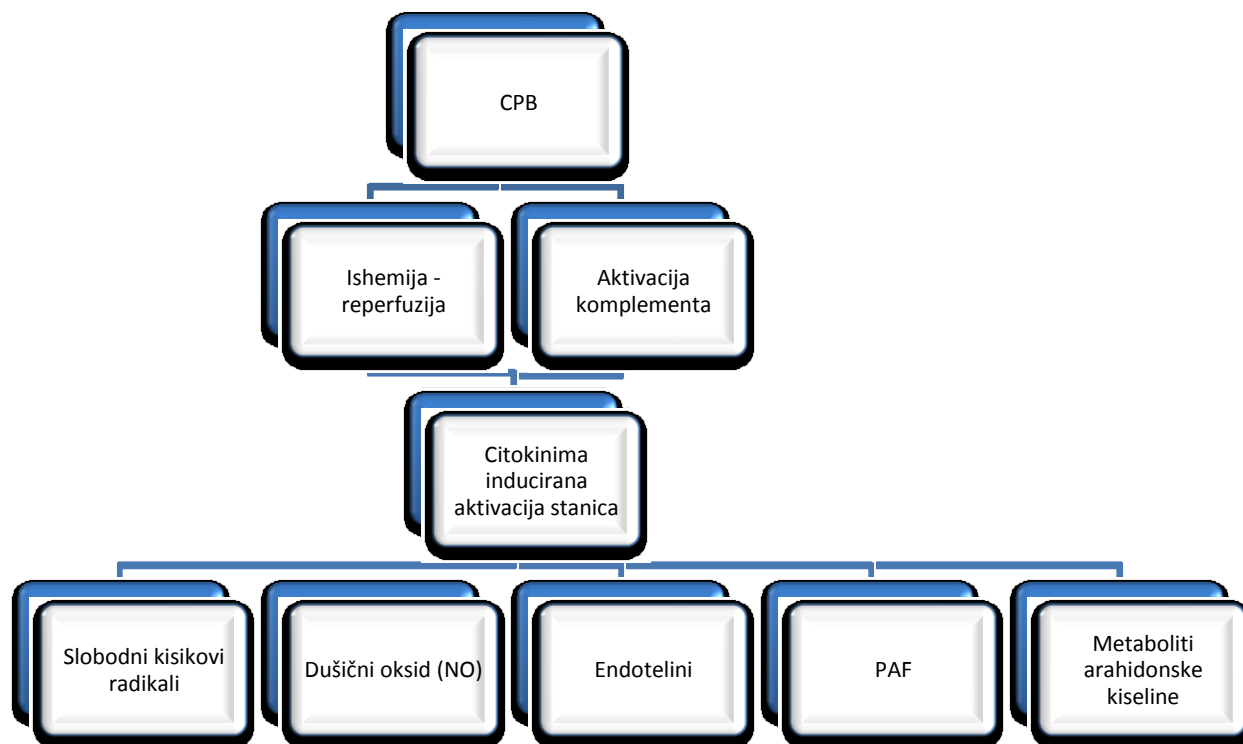 CPB
Ishemija -
reperfuzija
Aktivacija
komplementa
Citokinima
inducirana
aktivacija stanica
Slobodni kisikovi
radikali
Dušični oksid (NO)
Endotelini
PAF
Metaboliti
arahidonske
kiseline